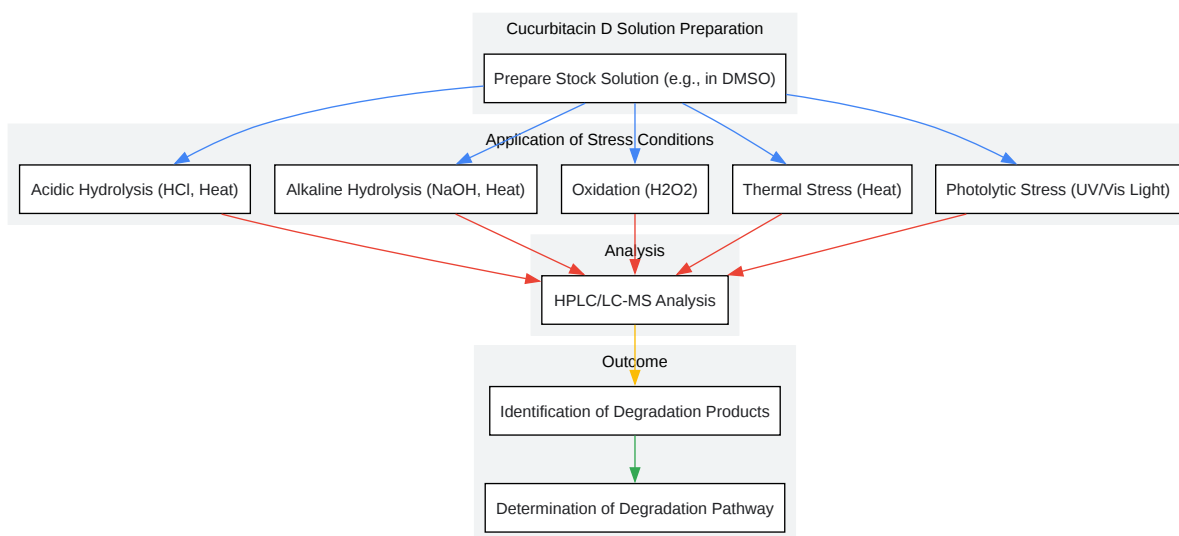 Cucurbitacin D Solution Preparation
Prepare Stock Solution (e.g., in DMSO)
Application of Stress Conditions
Acidic Hydrolysis (HCl, Heat)
Alkaline Hydrolysis (NaOH, Heat)
Oxidation (H2O2)
Thermal Stress (Heat)
Photolytic Stress (UV/Vis Light)
Analysis
HPLC/LC-MS Analysis
Outcome
Identification of Degradation Products
Determination of Degradation Pathway